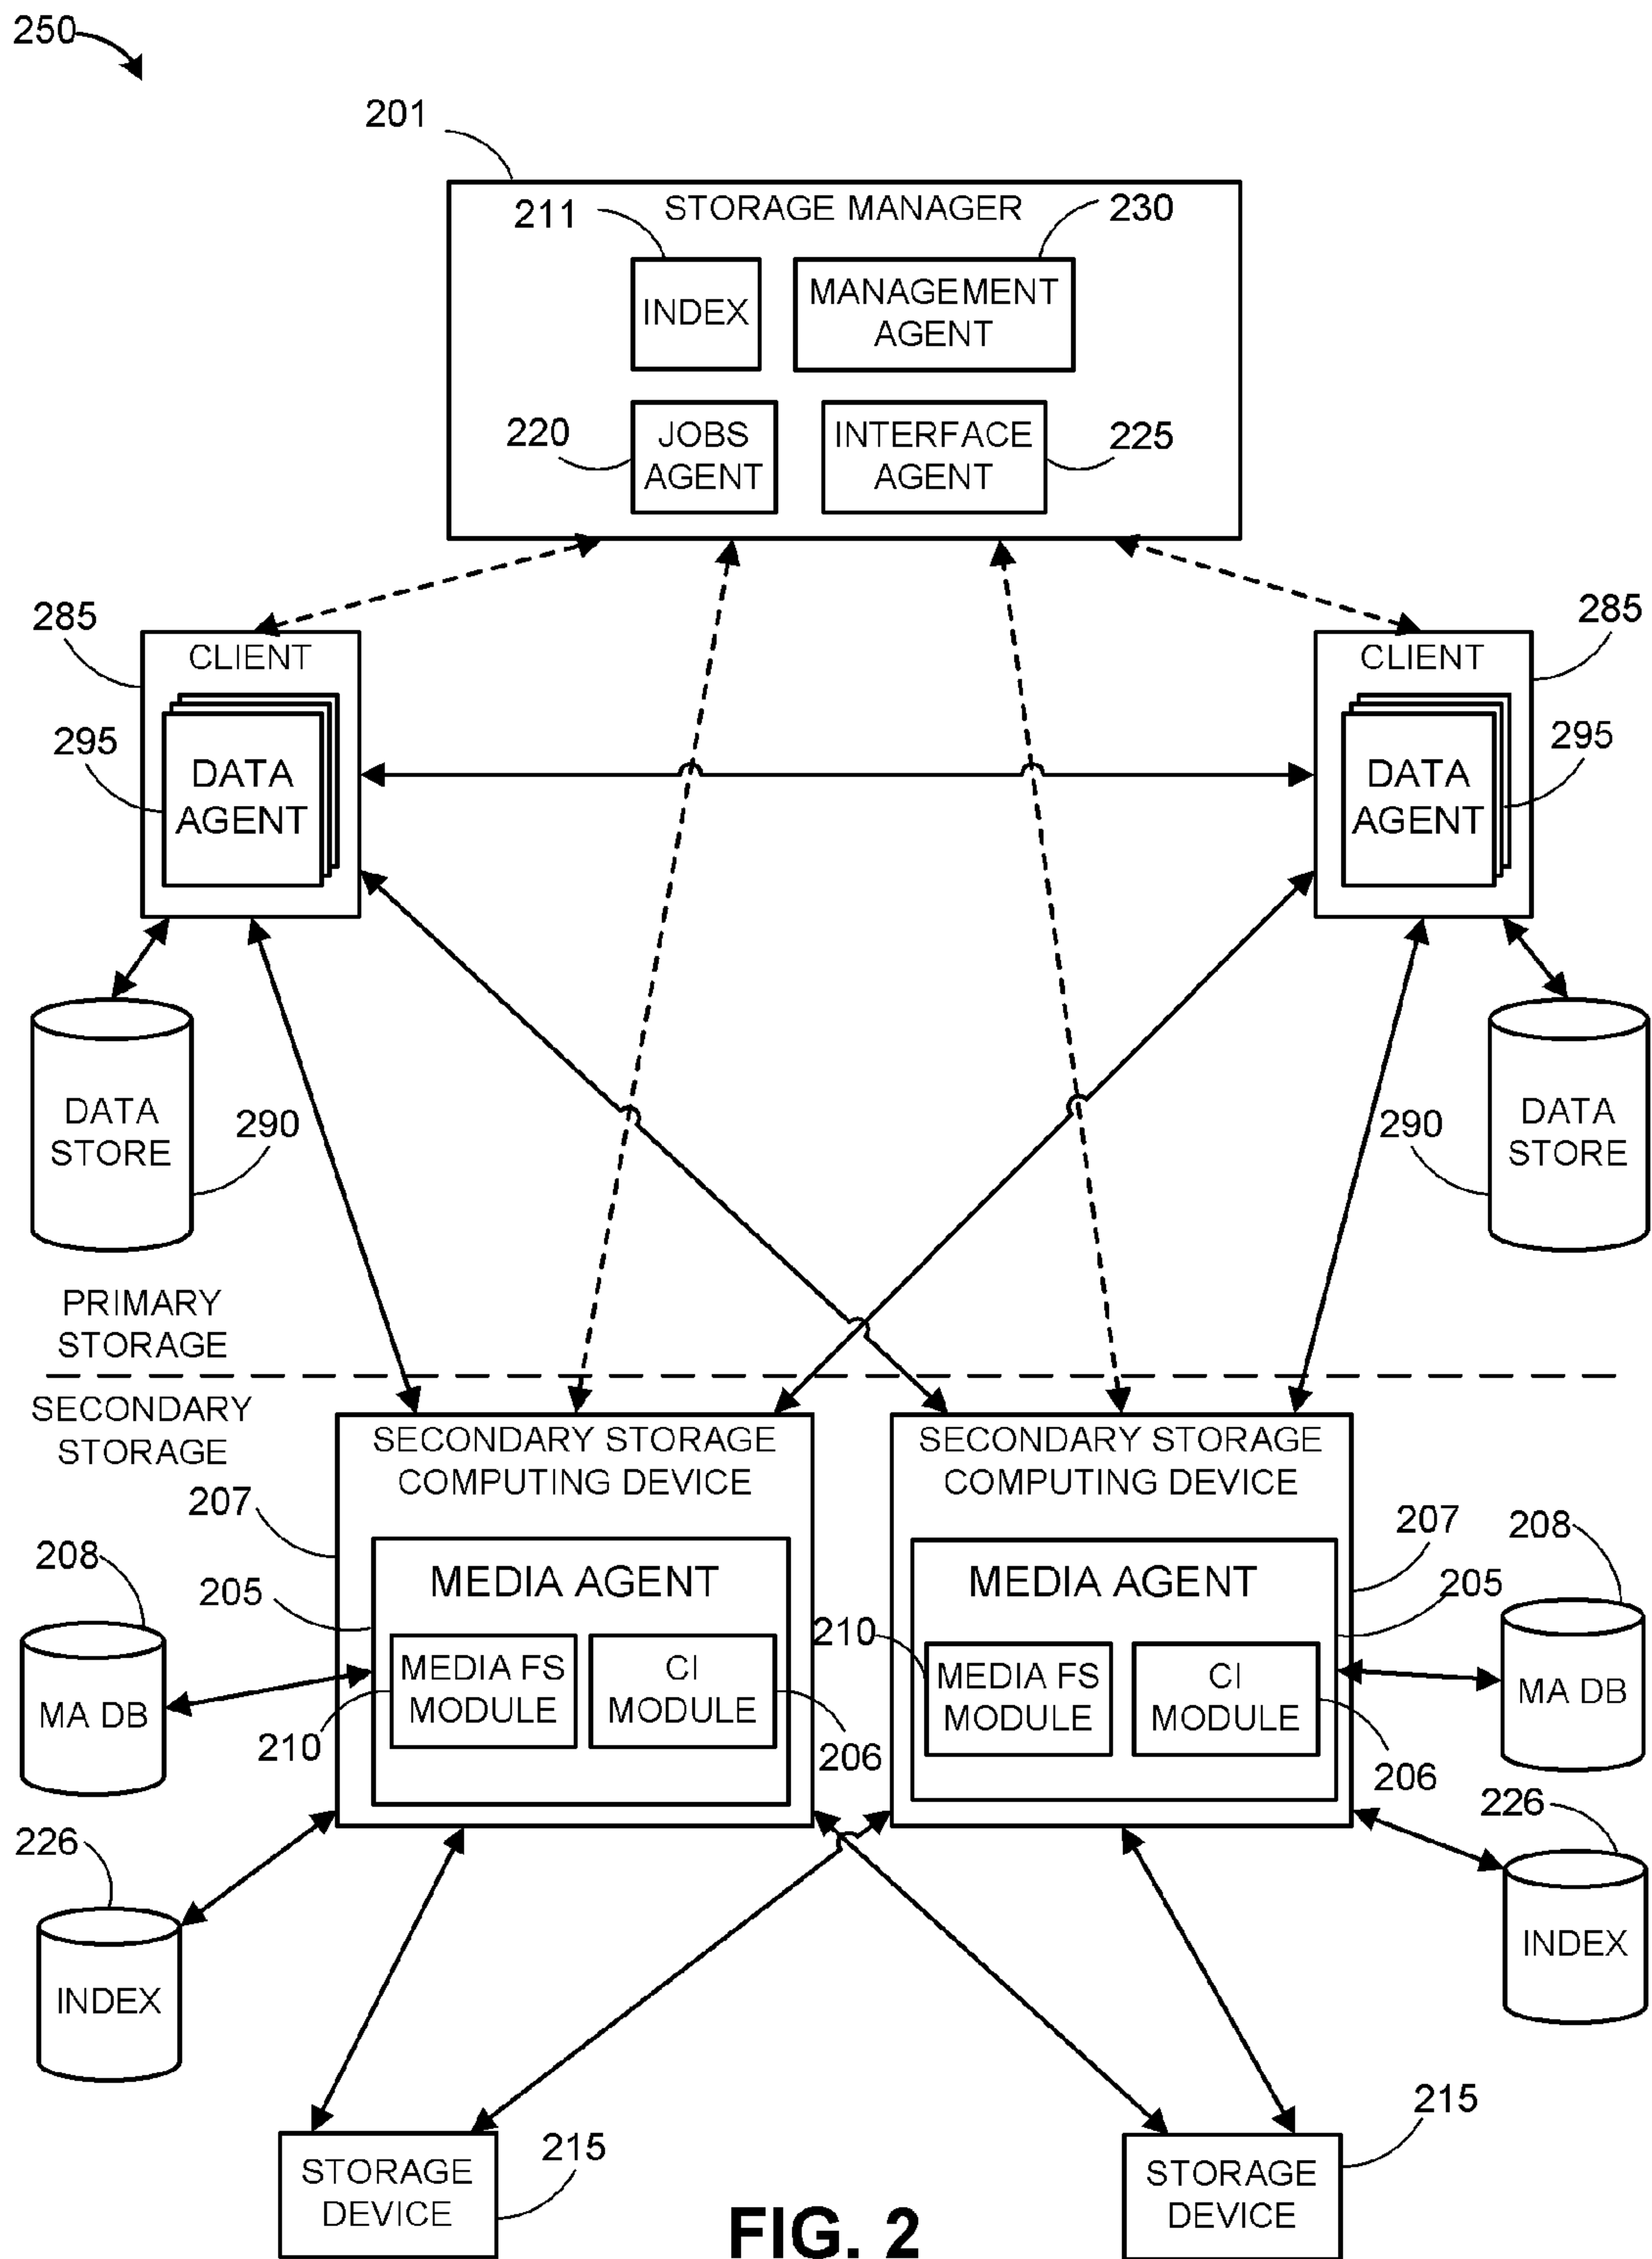 250
201
STORAGE MANAGER
211
230
INDEX
MANAGEMENT
AGENT
220
JOBS
AGENT
INTERFACE
AGENT
225
285
CLIENT
295
DATA
AGENT
285
CLIENT
295
DATA
AGENT
DATA
STORE
290
290
DATA
STORE
PRIMARY
STORAGE
SECONDARY
STORAGE
SECONDARY STORAGE
COMPUTING DEVICE
207
205
MEDIA AGENT
210
MEDIA FS
MODULE
CI
MODULE
206
208
MA DB
226
INDEX
SECONDARY STORAGE
COMPUTING DEVICE
207
205
MEDIA AGENT
210
MEDIA FS
MODULE
CI
MODULE
206
208
MA DB
226
INDEX
STORAGE
DEVICE
215
STORAGE
DEVICE
215
FIG. 2